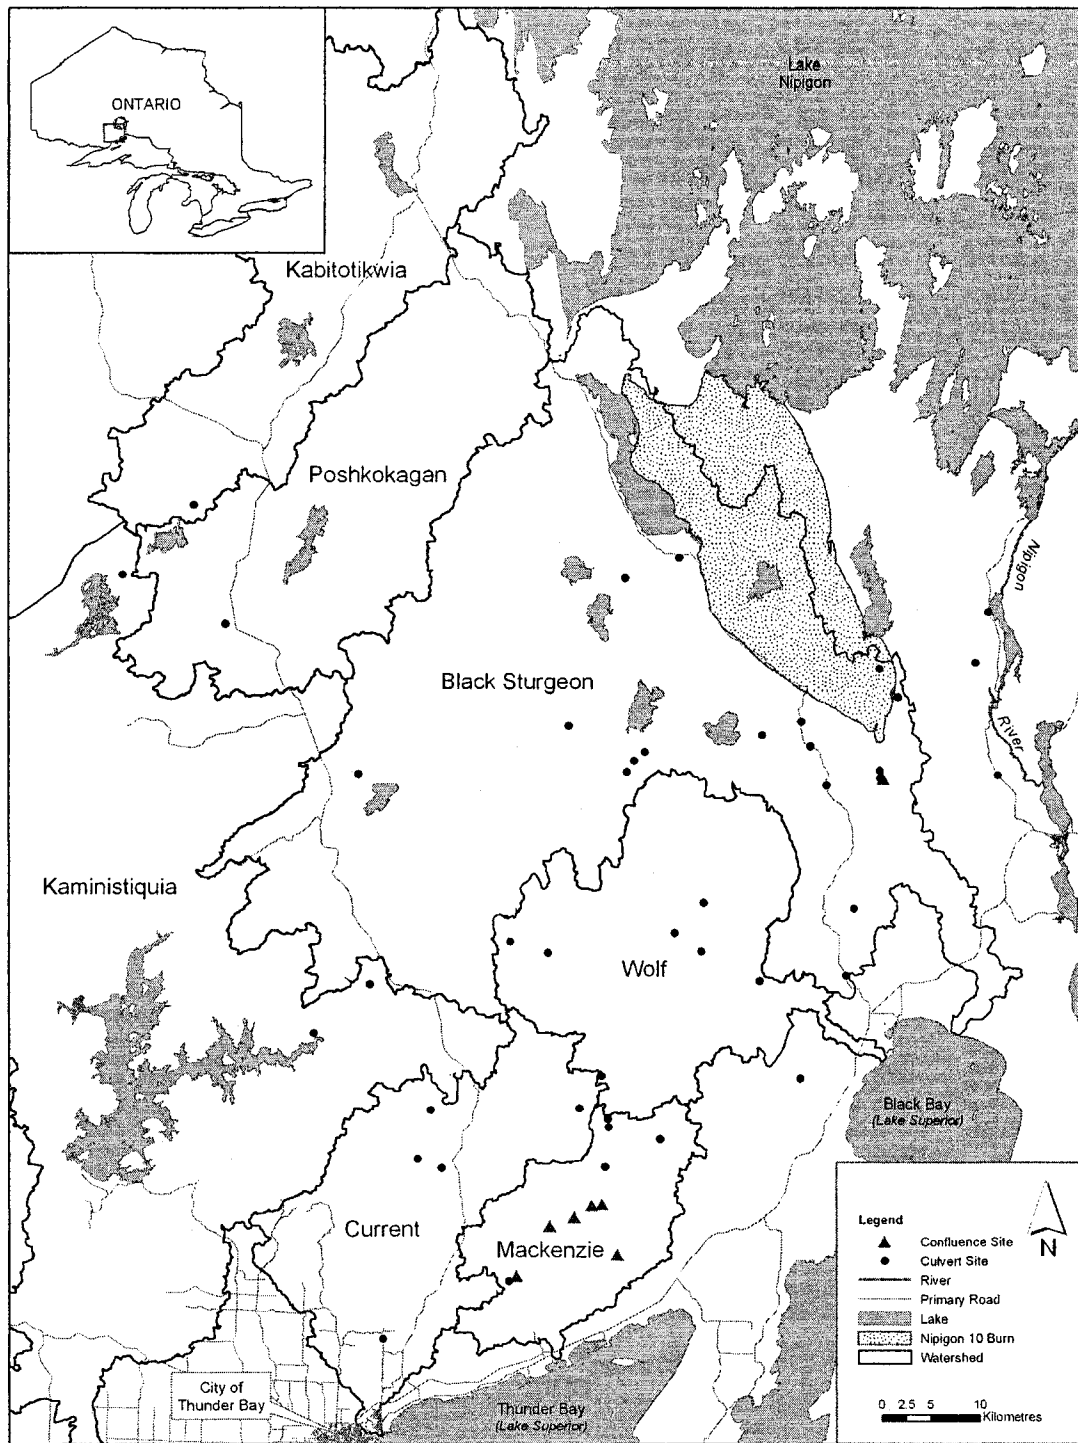 Lake
Nipigon
ONTARIO
Kabitotikwia
Poshkokagan
Nipigon
Black Sturgeon
River
Kaministiquia
Wolf
Black Bay
(Lake Superior)
Current
Mackenzie
City of
Thunder Bay
Thunder Bay
(Lake Superior)
Legend
N
Confluence Site
Culvert Site
River
Primary Road
Lake
Nipigon 10 Burn
Watershed
0 2.5 5 10
Kilometres